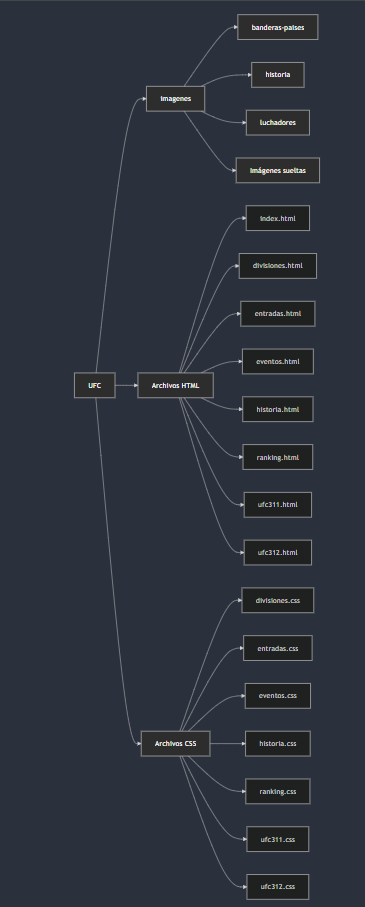 banderas-paises
historia
imagenes
luchadores
imágenes sueltas
index.html
divisiones.html
entradas.html
eventos.html
UFC
Archivos HTML
historia.html
ranking.html
ufc311.html
ufc312.html
divisiones.css
entradas.css
eventos.css
Archivos CSS
historia.css
ranking.css
ufc311.css
ufc312.css